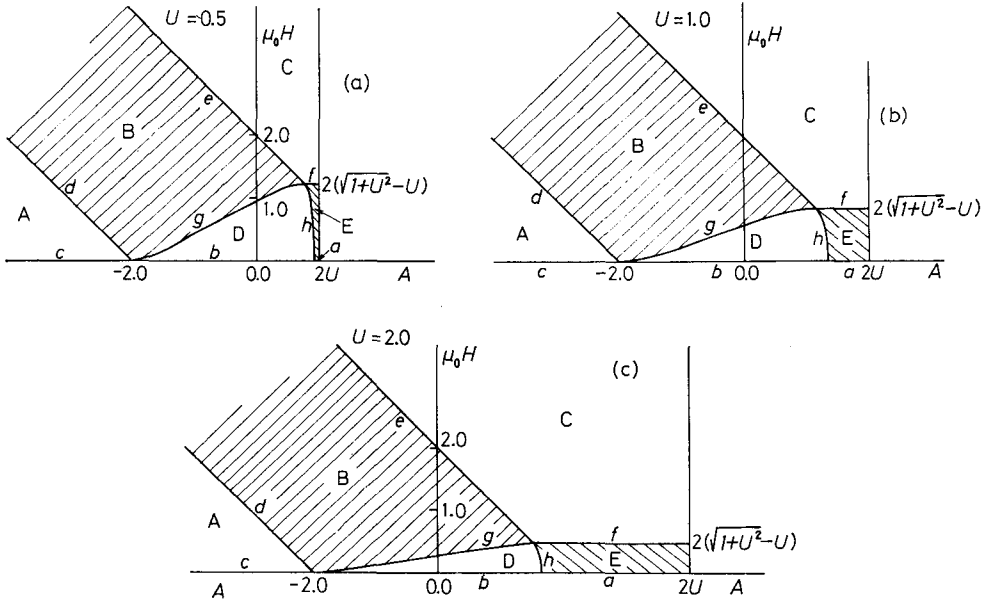 U = 0.5
μ₀H
C
(a)
e
B
2.0
d
f
2(√1+U² −U)
1.0
g
A
D
h
E
c
b
a
-2.0
0.0
2U
A
U = 1.0
μ₀H
e
C
(b)
B
d
f
2(√1+U² −U)
g
A
D
h
E
c
b
a
-2.0
0.0
2U
A
U = 2.0
μ₀H
(c)
e
C
2.0
B
d
1.0
A
g
f
2(√1+U² −U)
c
D
h
E
A
-2.0
0.0
b
a
2U
A